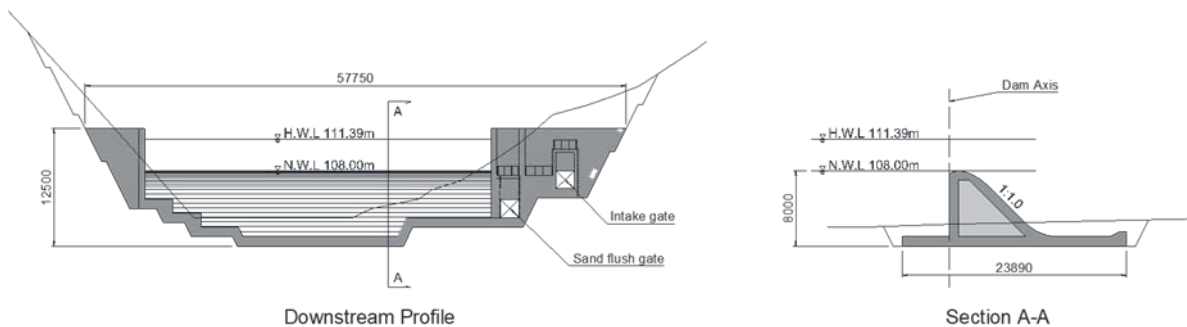 57750
A
H.W.L 111.39m
N.W.L 108.00m
12500
Intake gate
Sand flush gate
A
Downstream Profile
Dam Axis
H.W.L 111.39m
N.W.L 108.00m
1:1.0
8000
23890
Section A-A